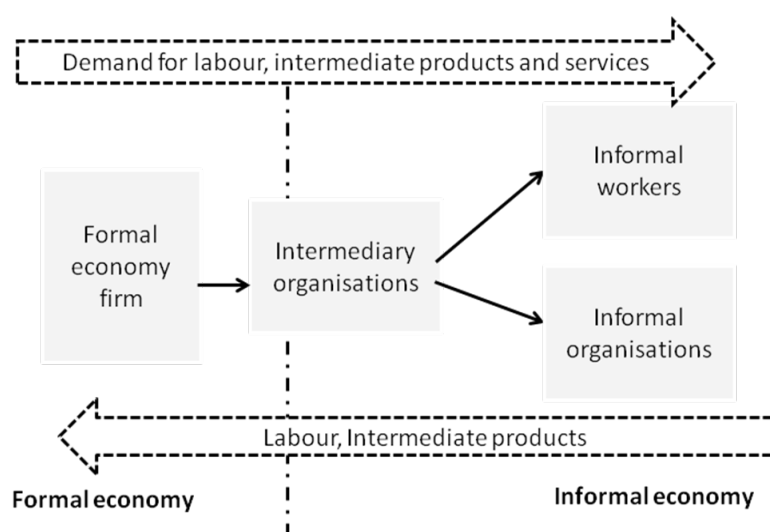 Demand for labour, intermediate products and services
Informal
workers
Formal
economy
firm
Intermediary
organisations
Informal
organisations
Labour, Intermediate products
Formal economy
Informal economy